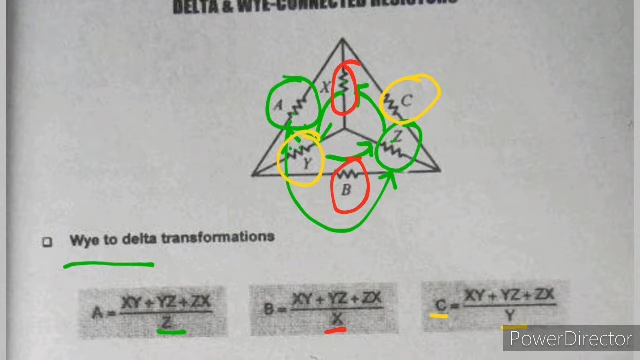 DELTA & WYE-CONNECTED RESISTORS
X
A
C
Z
Y
B
Wye to delta transformations
A = XY + YZ + ZX / Z
B = XY + YZ + ZX / X
C = XY + YZ + ZX / Y
PowerDirector